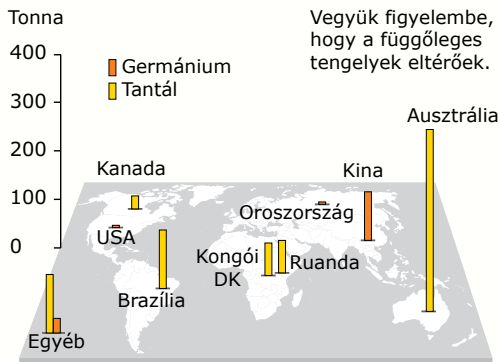 Tonna
Vegyük figyelembe,
hogy a függőleges
tengelyek eltérőek.
400
300
200
100
0
Germánium
Tantál
Ausztrália
Kanada
Kina
Oroszország
USA
Kongói
DK
Ruanda
Brazília
Egyéb